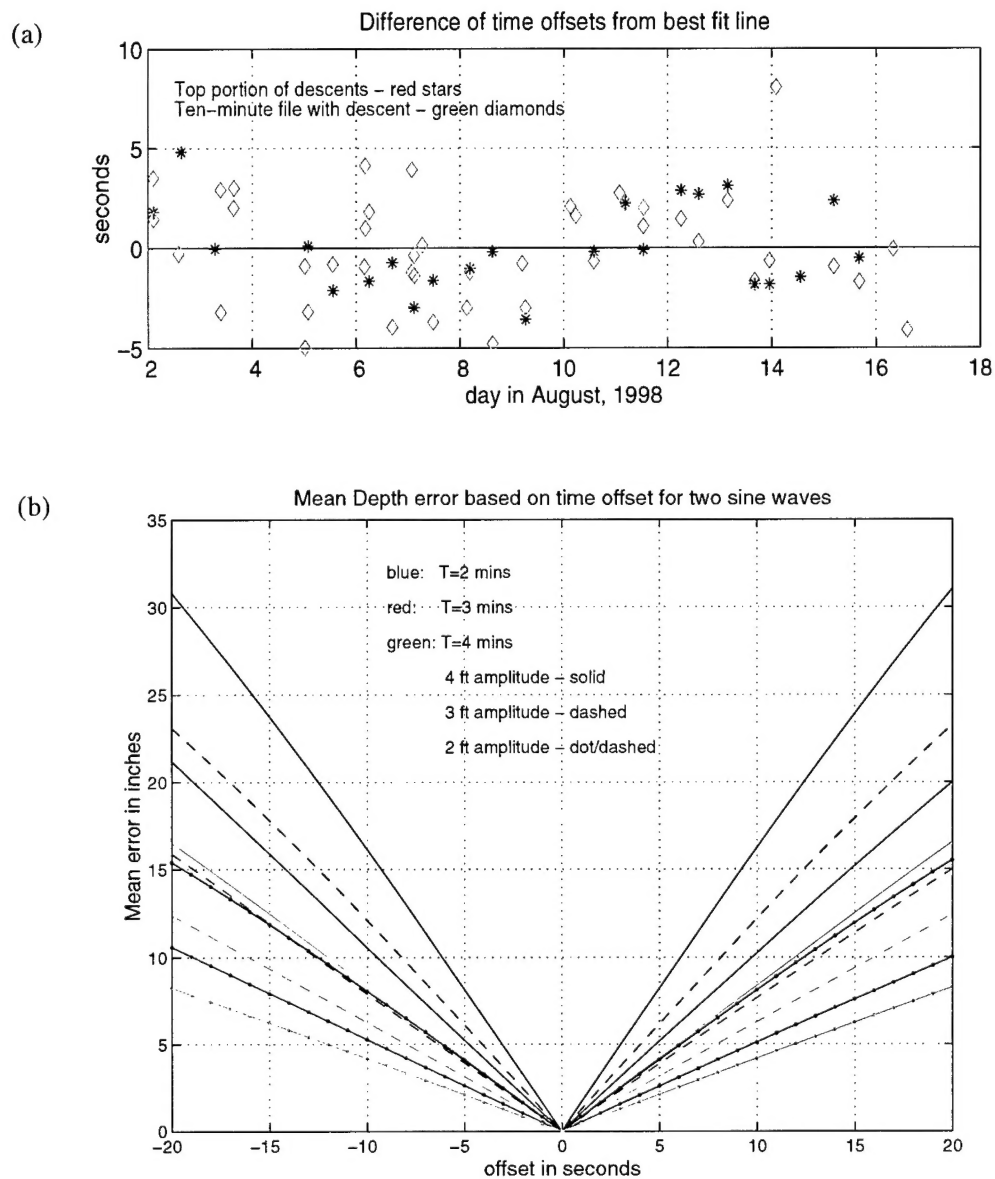 (a)
Difference of time offsets from best fit line
Top portion of descents – red stars
Ten–minute file with descent – green diamonds
seconds
10
5
0
–5
2 4 6 8 10 12 14 16 18
day in August, 1998
(b)
Mean Depth error based on time offset for two sine waves
blue: T=2 mins
red: T=3 mins
green: T=4 mins
4 ft amplitude – solid
3 ft amplitude – dashed
2 ft amplitude – dot/dashed
Mean error in inches
35
30
25
20
15
10
5
0
–20 –15 –10 –5 0 5 10 15 20
offset in seconds